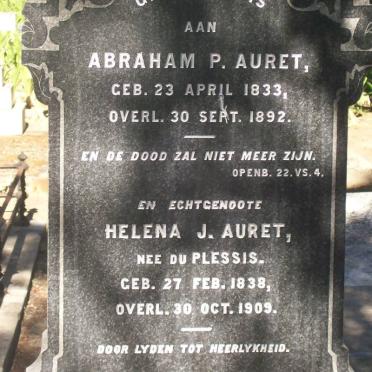 AAN
ABRAHAM P. AURET,
GEB. 23 APRIL 1833,
OVERL. 30 SEPT. 1892.
EN DE DOOD ZAL NIET MEER ZIJN.
OPENB. 22. VS. 4.
EN ECHTGENOOTE
HELENA J. AURET,
NEE DU PLESSIS.
GEB. 27 FEB. 1838,
OVERL. 30 OCT. 1909.
DOOR LYDEN TOT HEERLYKHEID.